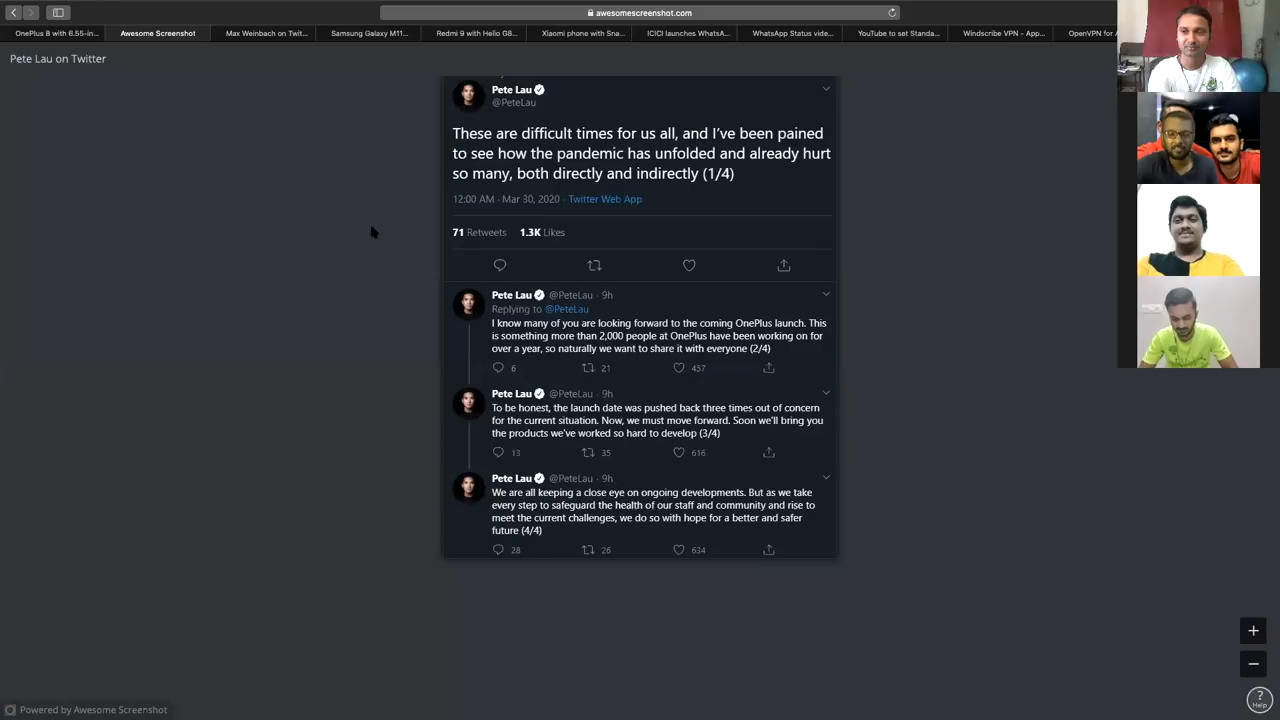 awesomescreenshot.com
OnePlus 8 with 6.55-in...
Awesome Screenshot
Max Weinbach on Twit...
Samsung Galaxy M11...
Redmi 9 with Helio G8...
Xiaomi phone with Sna...
ICICI launches WhatsA...
WhatsApp Status vide...
YouTube to set Standa...
Windscribe VPN - App...
OpenVPN for A
Pete Lau on Twitter
Pete Lau
@PeteLau
These are difficult times for us all, and I've been pained
to see how the pandemic has unfolded and already hurt
so many, both directly and indirectly (1/4)
12:00 AM · Mar 30, 2020 · Twitter Web App
71 Retweets 1.3K Likes
Pete Lau @PeteLau · 9h
Replying to @PeteLau
I know many of you are looking forward to the coming OnePlus launch. This
is something more than 2,000 people at OnePlus have been working on for
over a year, so naturally we want to share it with everyone (2/4)
6 21 457
Pete Lau @PeteLau · 9h
To be honest, the launch date was pushed back three times out of concern
for the current situation. Now, we must move forward. Soon we'll bring you
the products we've worked so hard to develop (3/4)
13 35 616
Pete Lau @PeteLau · 9h
We are all keeping a close eye on ongoing developments. But as we take
every step to safeguard the health of our staff and community and rise to
meet the current challenges, we do so with hope for a better and safer
future (4/4)
28 26 634
? Help
Powered by Awesome Screenshot